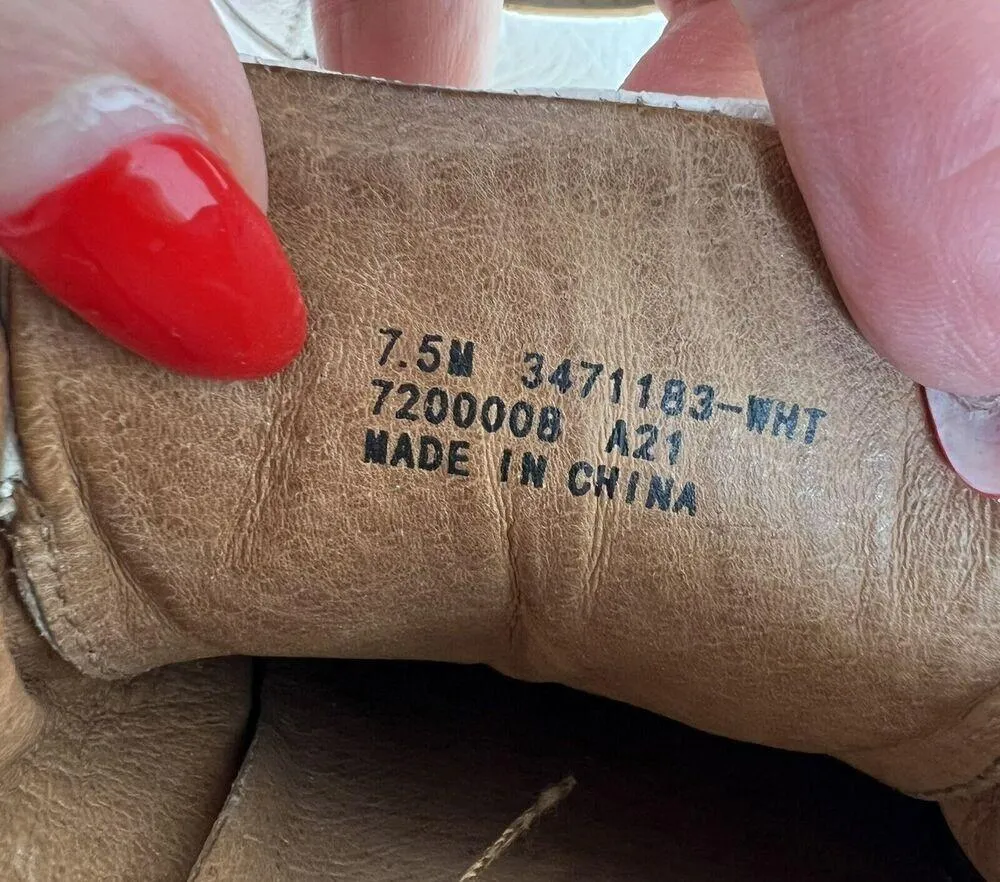 7.5M 3471183-WHT
7200008 A21
MADE IN CHINA